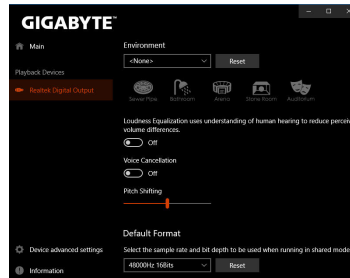 GIGABYTE™
Main
Playback Devices
Realtek Digital Output
Device advanced settings
Information
Environment
<None>
Reset
Sewer Pipe Bathroom Arena Stone Room Auditorium
Loudness Equalization uses understanding of human hearing to reduce perceiv
volume differences.
Off
Voice Cancellation
Off
Pitch Shifting
Default Format
Select the sample rate and bit depth to be used when running in shared mode
48000Hz 16Bits
Reset